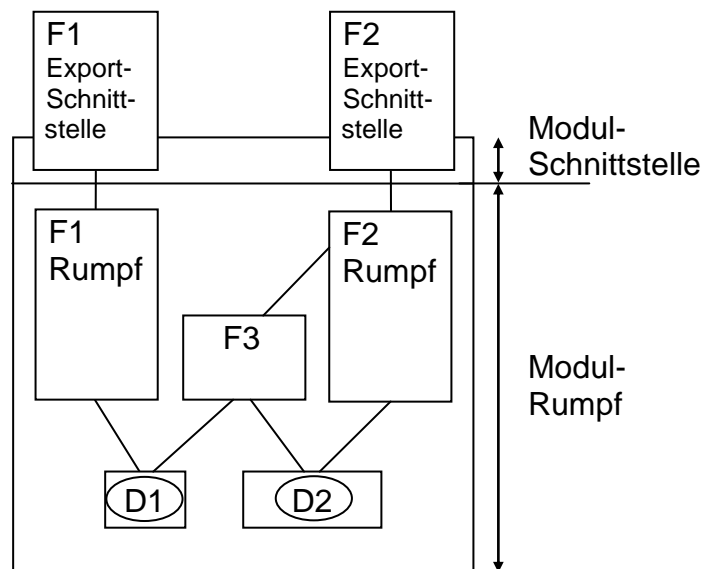 F1
Export-
Schnitt-
stelle
F2
Export-
Schnitt-
stelle
Modul-
Schnittstelle
F1
Rumpf
F2
Rumpf
F3
Modul-
Rumpf
D1
D2